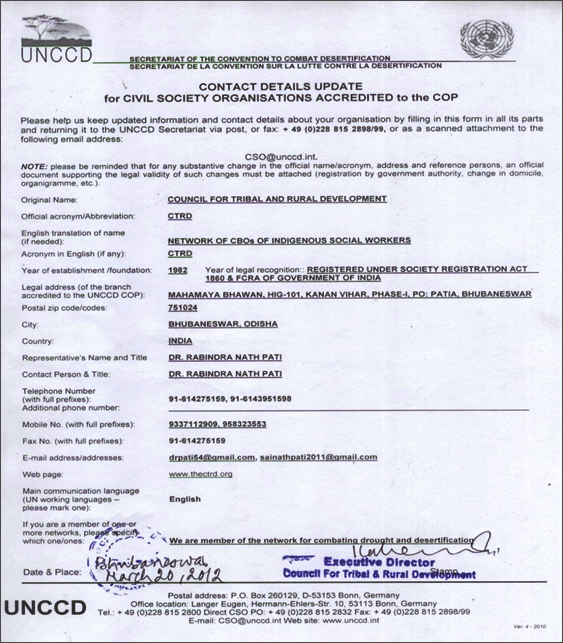 UNCCD
SECRETARIAT OF THE CONVENTION TO COMBAT DESERTIFICATION
SECRETARIAT DE LA CONVENTION SUR LA LUTTE CONTRE LA DESERTIFICATION
CONTACT DETAILS UPDATE
for CIVIL SOCIETY ORGANISATIONS ACCREDITED to the COP
Please help us keep updated information and contact details about your organisation by filling in this form in all its parts
and returning it to the UNCCD Secretariat via post, or fax: + 49 (0)228 815 2898/99, or as a scanned attachment to the
following email address:
CSO@unccd.int.
NOTE: please be reminded that for any substantive change in the official name/acronym, address and reference persons, an official
document supporting the legal validity of such changes must be attached (registration by government authority, change in domicile,
organigramme, etc.).
Original Name: COUNCIL FOR TRIBAL AND RURAL DEVELOPMENT
Official acronym/Abbreviation: CTRD
English translation of name
(if needed): NETWORK OF CBOs OF INDIGENOUS SOCIAL WORKERS
Acronym in English (if any): CTRD
Year of establishment /foundation: 1982 Year of legal recognition:: REGISTERED UNDER SOCIETY REGISTRATION ACT
1860 & FCRA OF GOVERNMENT OF INDIA
Legal address (of the branch
accredited to the UNCCD COP): MAHAMAYA BHAWAN, HIG-101, KANAN VIHAR, PHASE-I, PO: PATIA, BHUBANESWAR
Postal zip code/codes: 751024
City: BHUBANESWAR, ODISHA
Country: INDIA
Representative's Name and Title DR. RABINDRA NATH PATI
Contact Person & Title: DR. RABINDRA NATH PATI
Telephone Number
(with full prefixes): 91-614275159, 91-6143951598
Additional phone number:
Mobile No. (with full prefixes): 9337112909, 958323553
Fax No. (with full prefixes): 91-614275159
E-mail address/addresses: drpati54@gmail.com, sainathpati2011@gmail.com
Web page: www.thectrd.org
Main communication language
(UN working languages –
please mark one): English
If you are a member of one or
more networks, please specify
which one/ones: We are member of the network for combating drought and desertification
Bhubaneswar
March 20, 2012
Executive Director
Date & Place: Council For Tribal & Rural Development
Stamp
Postal address: P.O. Box 260129, D-53153 Bonn, Germany
UNCCD Office location: Langer Eugen, Hermann-Ehlers-Str. 10, 53113 Bonn, Germany
Tel.: + 49 (0)228 815 2800 Direct CSO PO: + 49 (0)228 815 2832 Fax: + 49 (0)228 815 2898/99
E-mail: CSO@unccd.int Web site: www.unccd.int
Ver. 4 - 2010